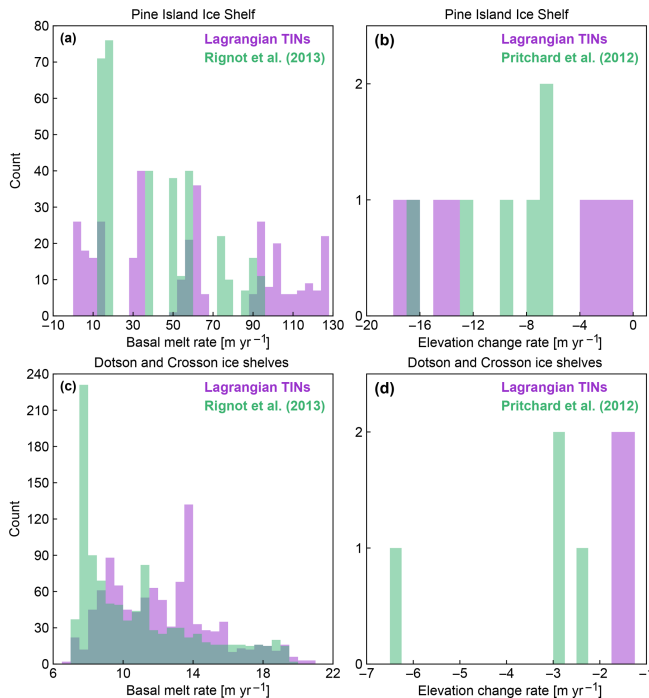 Pine Island Ice Shelf
(a)
Lagrangian TINs
Rignot et al. (2013)
Count
80
70
60
50
40
30
20
10
0
−10 10 30 50 70 90 110 130
Basal melt rate [m yr⁻¹]
Pine Island Ice Shelf
(b)
Lagrangian TINs
Pritchard et al. (2012)
2
1
0
−20 −16 −12 −8 −4 0
Elevation change rate [m yr⁻¹]
Dotson and Crosson ice shelves
(c)
Lagrangian TINs
Rignot et al. (2013)
Count
240
210
180
150
120
90
60
30
0
6 10 14 18 22
Basal melt rate [m yr⁻¹]
Dotson and Crosson ice shelves
(d)
Lagrangian TINs
Pritchard et al. (2012)
2
1
0
−7 −6 −5 −4 −3 −2 −1
Elevation change rate [m yr⁻¹]